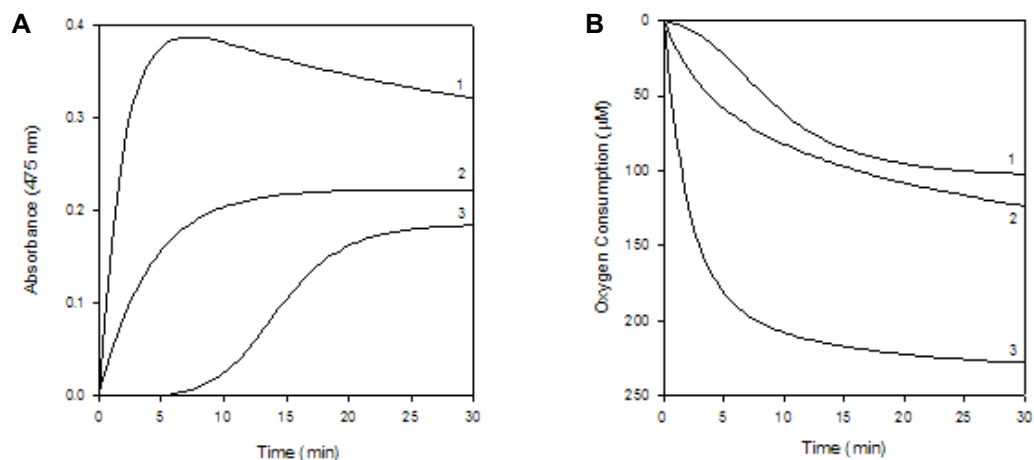 A
Absorbance (475 nm)
0.4
0.3
0.2
0.1
0.0
1
2
3
0 5 10 15 20 25 30
Time ( min)
B
Oxygen Consumption ( µM)
0
50
100
150
200
250
1
2
3
0 5 10 15 20 25 30
Time ( min)